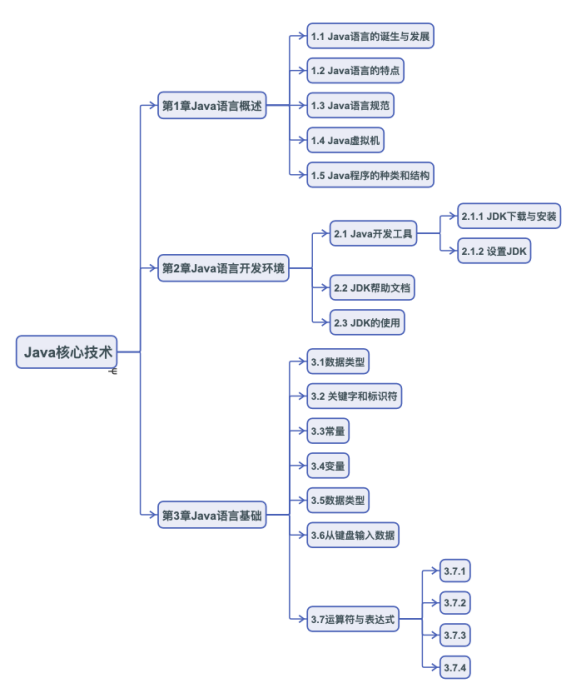 Java核心技术
第1章Java语言概述
1.1 Java语言的诞生与发展
1.2 Java语言的特点
1.3 Java语言规范
1.4 Java虚拟机
1.5 Java程序的种类和结构
第2章Java语言开发环境
2.1 Java开发工具
2.1.1 JDK下载与安装
2.1.2 设置JDK
2.2 JDK帮助文档
2.3 JDK的使用
第3章Java语言基础
3.1数据类型
3.2 关键字和标识符
3.3常量
3.4变量
3.5数据类型
3.6从键盘输入数据
3.7运算符与表达式
3.7.1
3.7.2
3.7.3
3.7.4